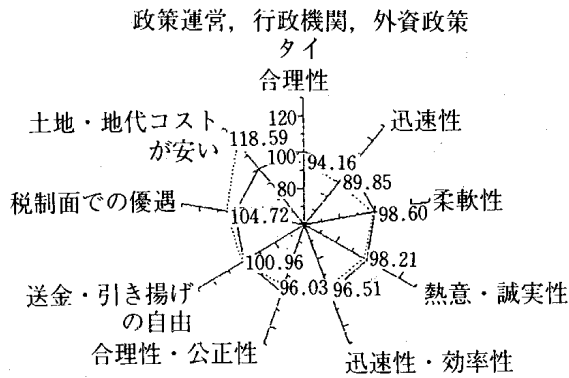 政策運営，行政機関，外資政策
タイ
合理性
120
迅速性
土地・地代コスト
が安い
118.59
100
94.16
89.85
80
柔軟性
98.60
税制面での優遇
104.72
98.21
100.96
熱意・誠実性
96.03
96.51
送金・引き揚げ
の自由
合理性・公正性
迅速性・効率性